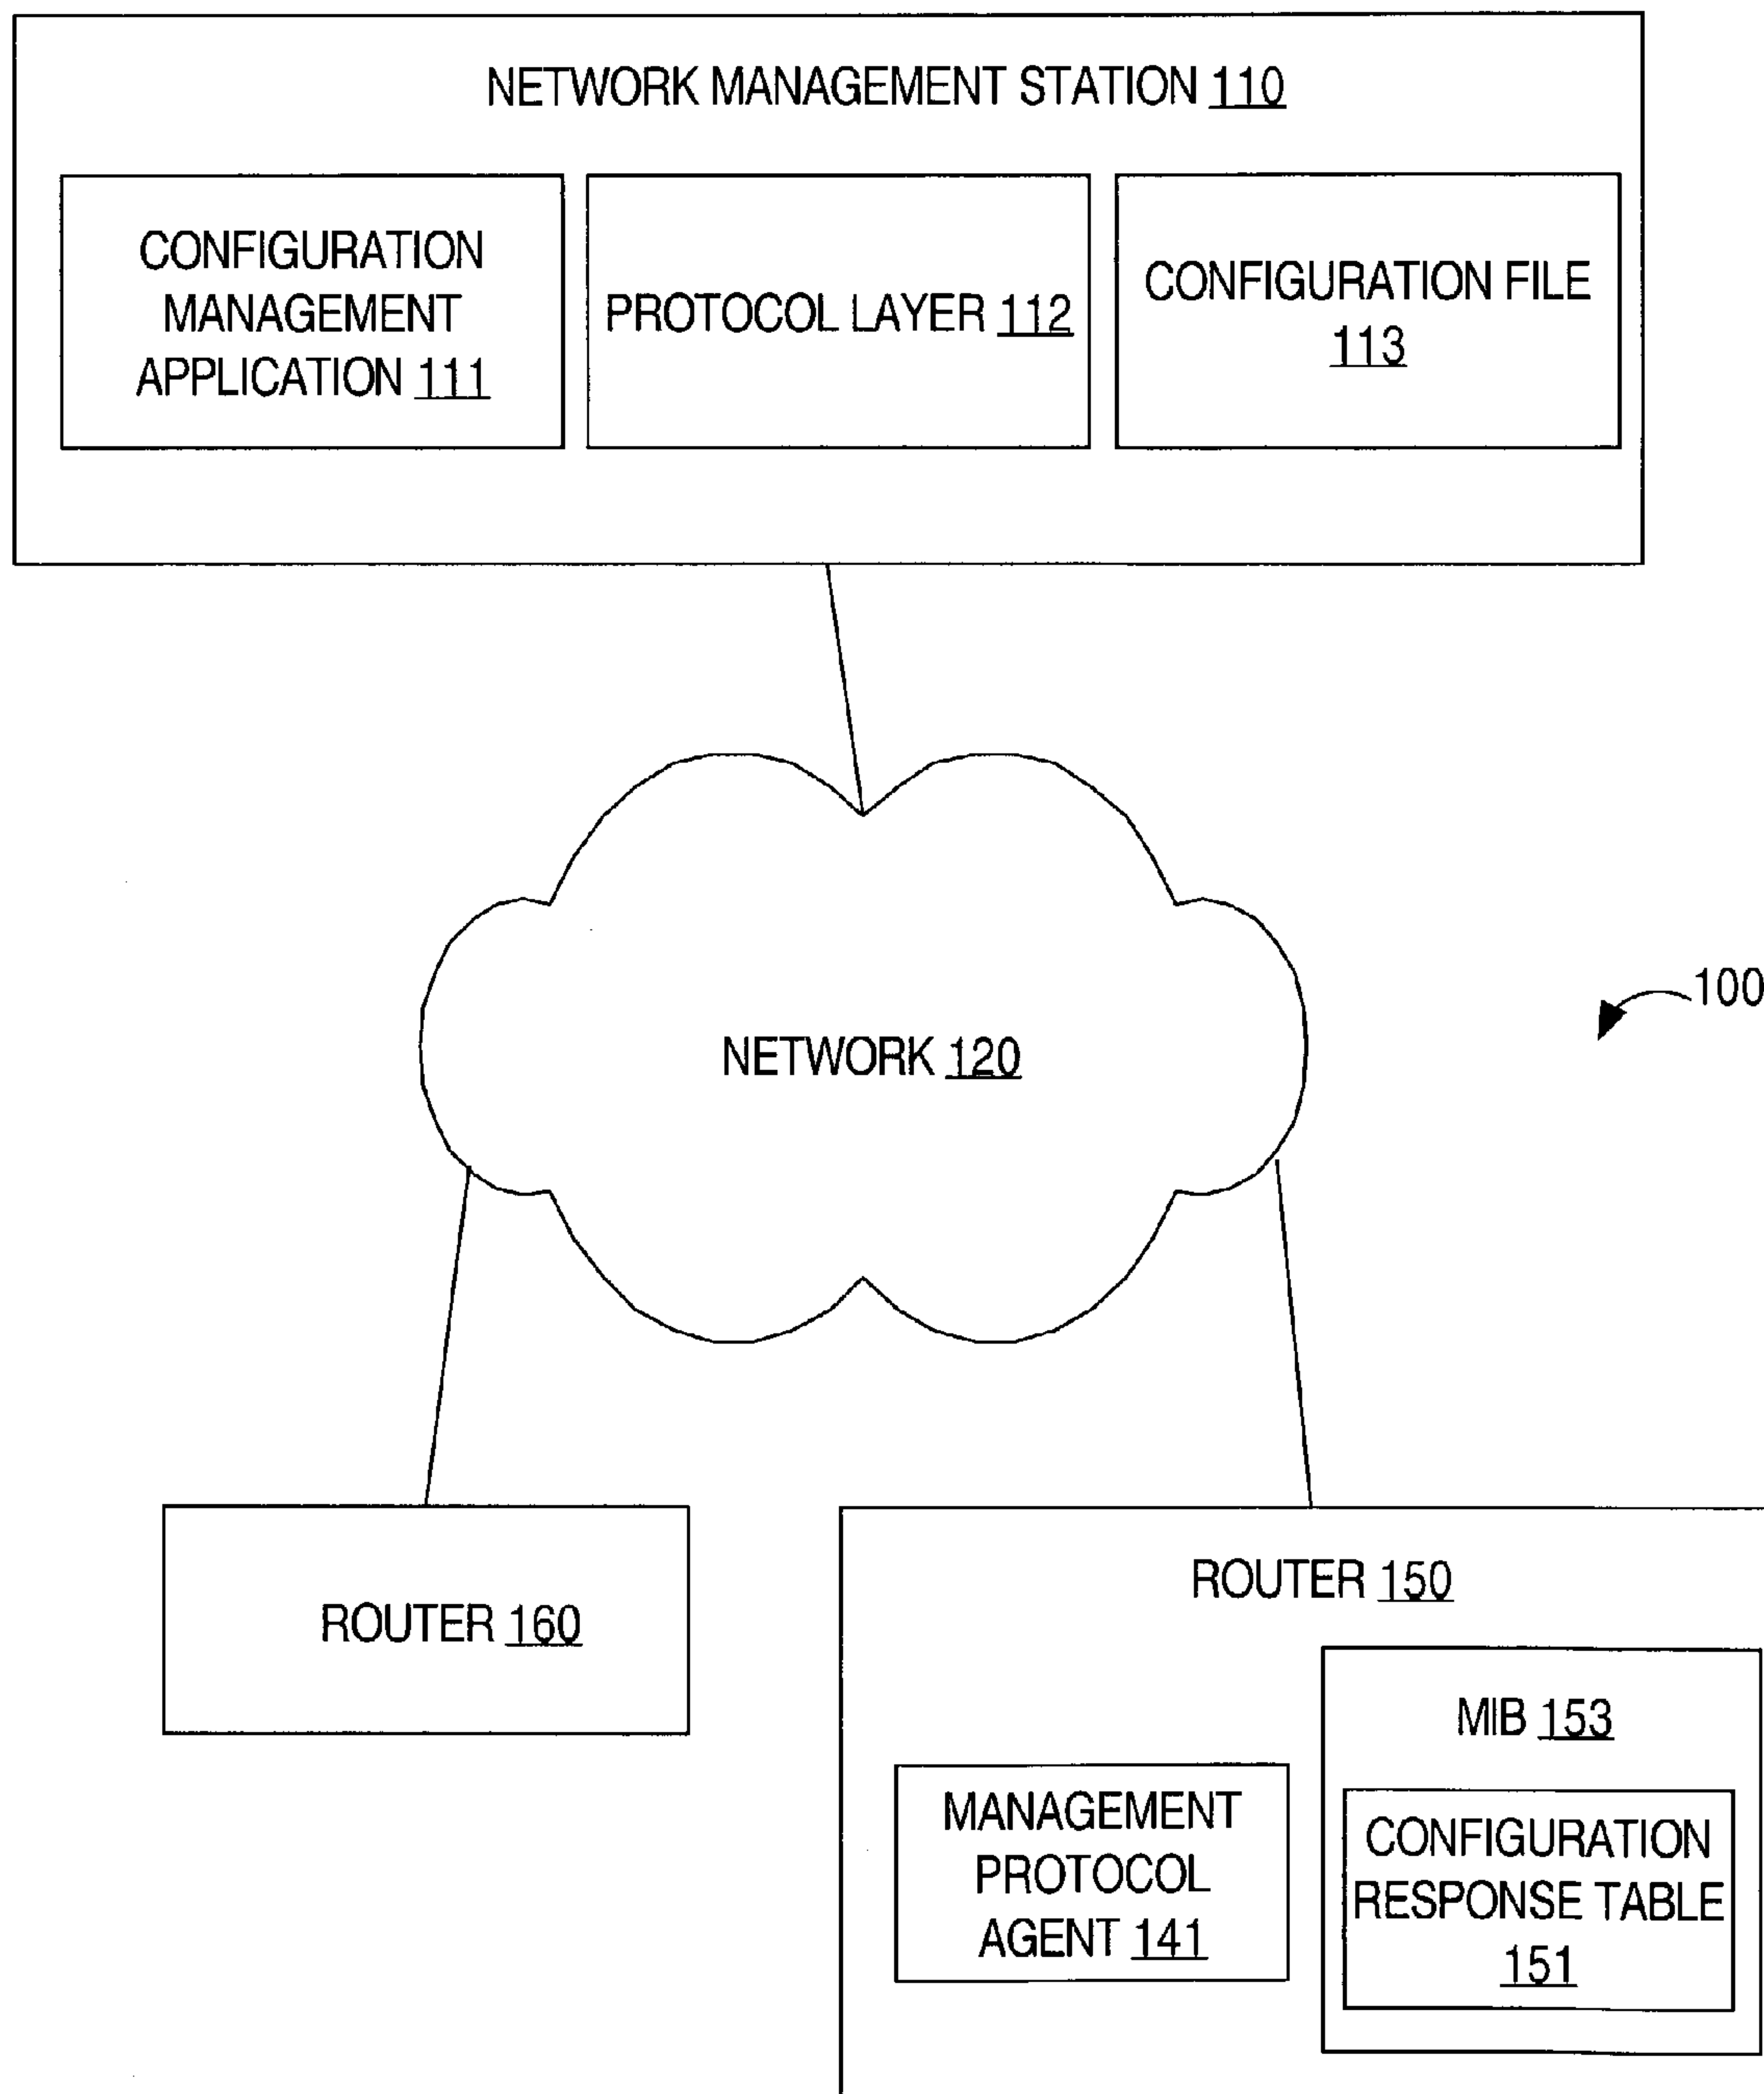 NETWORK MANAGEMENT STATION 110
CONFIGURATION
MANAGEMENT
APPLICATION 111
PROTOCOL LAYER 112
CONFIGURATION FILE
113
NETWORK 120
100
ROUTER 160
ROUTER 150
MANAGEMENT
PROTOCOL
AGENT 141
MIB 153
CONFIGURATION
RESPONSE TABLE
151